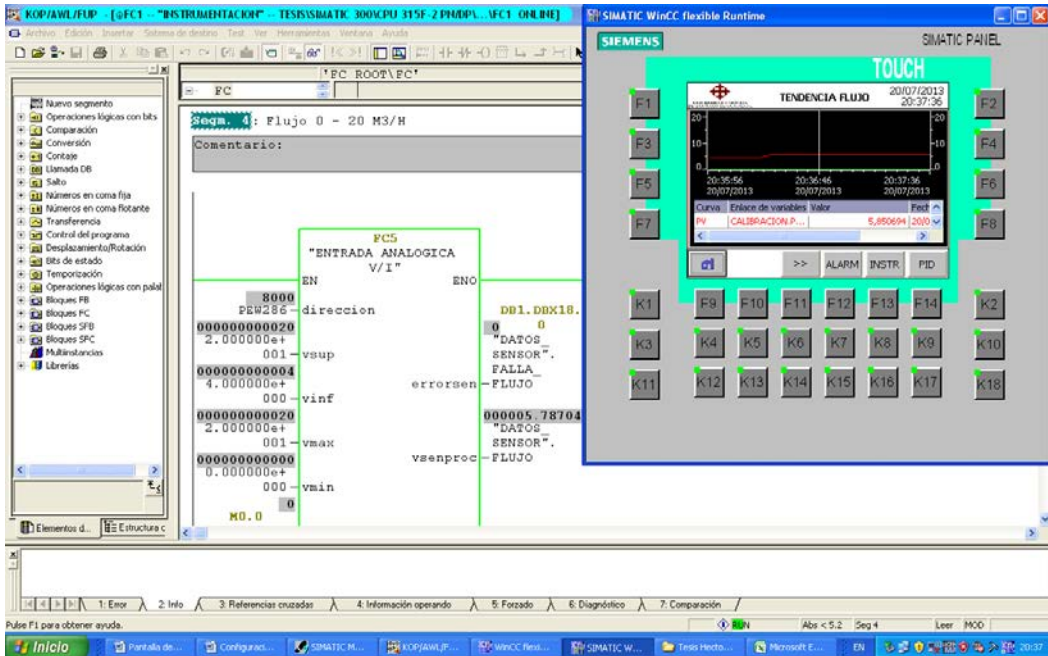 KOP/AWL/FUP - [@FC1 -- "INSTRUMENTACION" -- TESIS\SIMATIC 300\CPU 315F-2 PN/DP\...\FC1 ONLINE]
Archivo Edición Insertar Sistema de destino Test Ver Herramientas Ventana Ayuda
'FC ROOT\FC'
FC
Nuevo segmento
Operaciones lógicas con bits
Comparación
Conversión
Contaje
Llamada DB
Salto
Números en coma fija
Números en coma flotante
Transferencia
Control del programa
Desplazamiento/Rotación
Bits de estado
Temporización
Operaciones lógicas con palab
Bloques FB
Bloques FC
Bloques SFB
Bloques SFC
Multiinstancias
Librerías
Elementos d...
Estructura c
Segm. 4: Flujo 0 - 20 M3/H
Comentario:
FC5
"ENTRADA ANALOGICA
V/I"
EN ENO
8000
PEW286 direccion
000000000020
2.000000e+
001 vsup
000000000004
4.000000e+
000 vinf
000000000020
2.000000e+
001 vmax
000000000000
0.000000e+
000 vmin
0
M0.0
DB1.DBX18.
0 0
"DATOS_
SENSOR".
FALLA_
errorsen FLUJO
000005.78704
"DATOS_
SENSOR".
vsenproc FLUJO
SIMATIC WinCC flexible Runtime
SIEMENS
SIMATIC PANEL
TOUCH
TENDENCIA FLUJO
20/07/2013
20:37:36
20 20
10 10
0 0
20:35:56 20:36:46 20:37:36
20/07/2013 20/07/2013 20/07/2013
Curva Enlace de variables Valor Fech
PV CALIBRACION.P... 5,850694 20/0
>> ALARM INSTR PID
F1 F2
F3 F4
F5 F6
F7 F8
K1 F9 F10 F11 F12 F13 F14 K2
K3 K4 K5 K6 K7 K8 K9 K10
K11 K12 K13 K14 K15 K16 K17 K18
1: Error 2: Info 3: Referencias cruzadas 4: Información operando 5: Forzado 6: Diagnóstico 7: Comparación
Pulse F1 para obtener ayuda.
RUN Abs < 5.2 Seg 4 Leer MOD
Inicio Pantalla de... Configuraci... SIMATIC M... KOP/AWL/F... WinCC flexi... SIMATIC W... Tesis Hecto... Microsoft E... EN 20:37